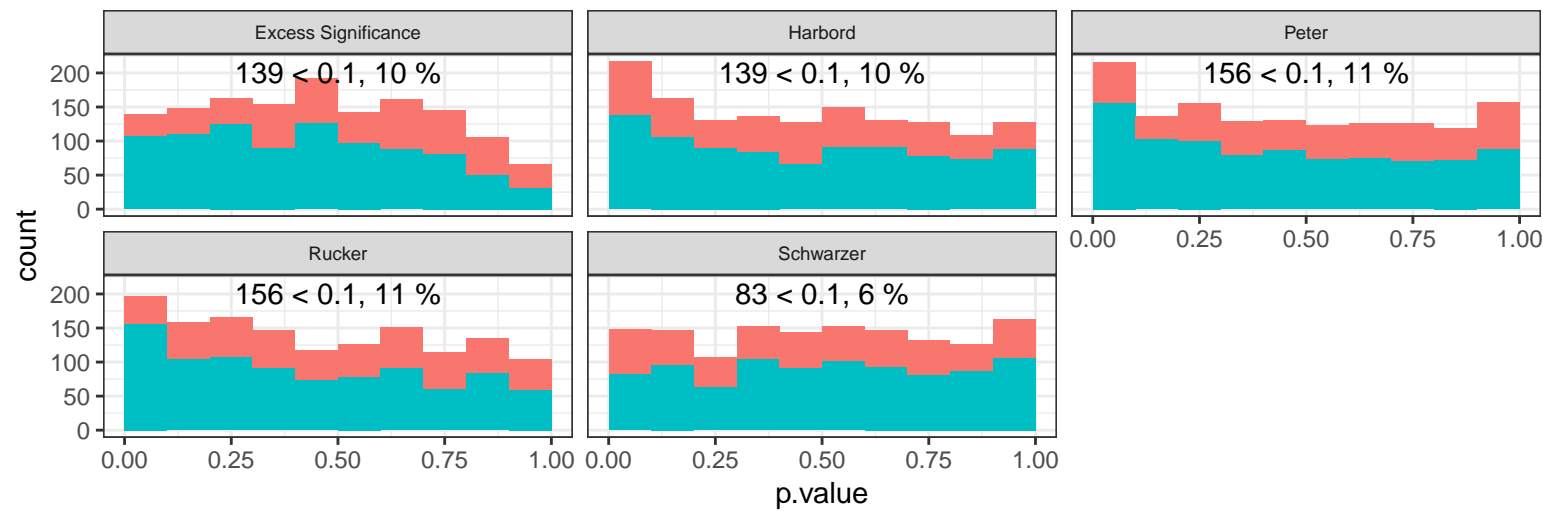 Excess Significance
Harbord
Peter
139 < 0.1, 10 %
139 < 0.1, 10 %
156 < 0.1, 11 %
200
150
100
50
0
0.00 0.25 0.50 0.75 1.00
Rucker
Schwarzer
156 < 0.1, 11 %
83 < 0.1, 6 %
200
150
100
50
0
0.00 0.25 0.50 0.75 1.00
0.00 0.25 0.50 0.75 1.00
count
p.value